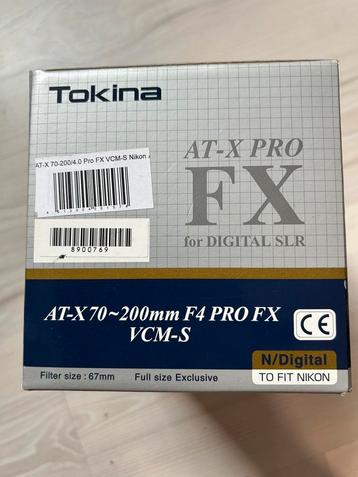 Tokina
AT-X PRO
FX
for DIGITAL SLR
AT-X 70-200/4.0 Pro FX VCM-S Nikon
8900769
AT-X 70~200mm F4 PRO FX
VCM-S
CE
N/Digital
TO FIT NIKON
Filter size : 67mm
Full size Exclusive